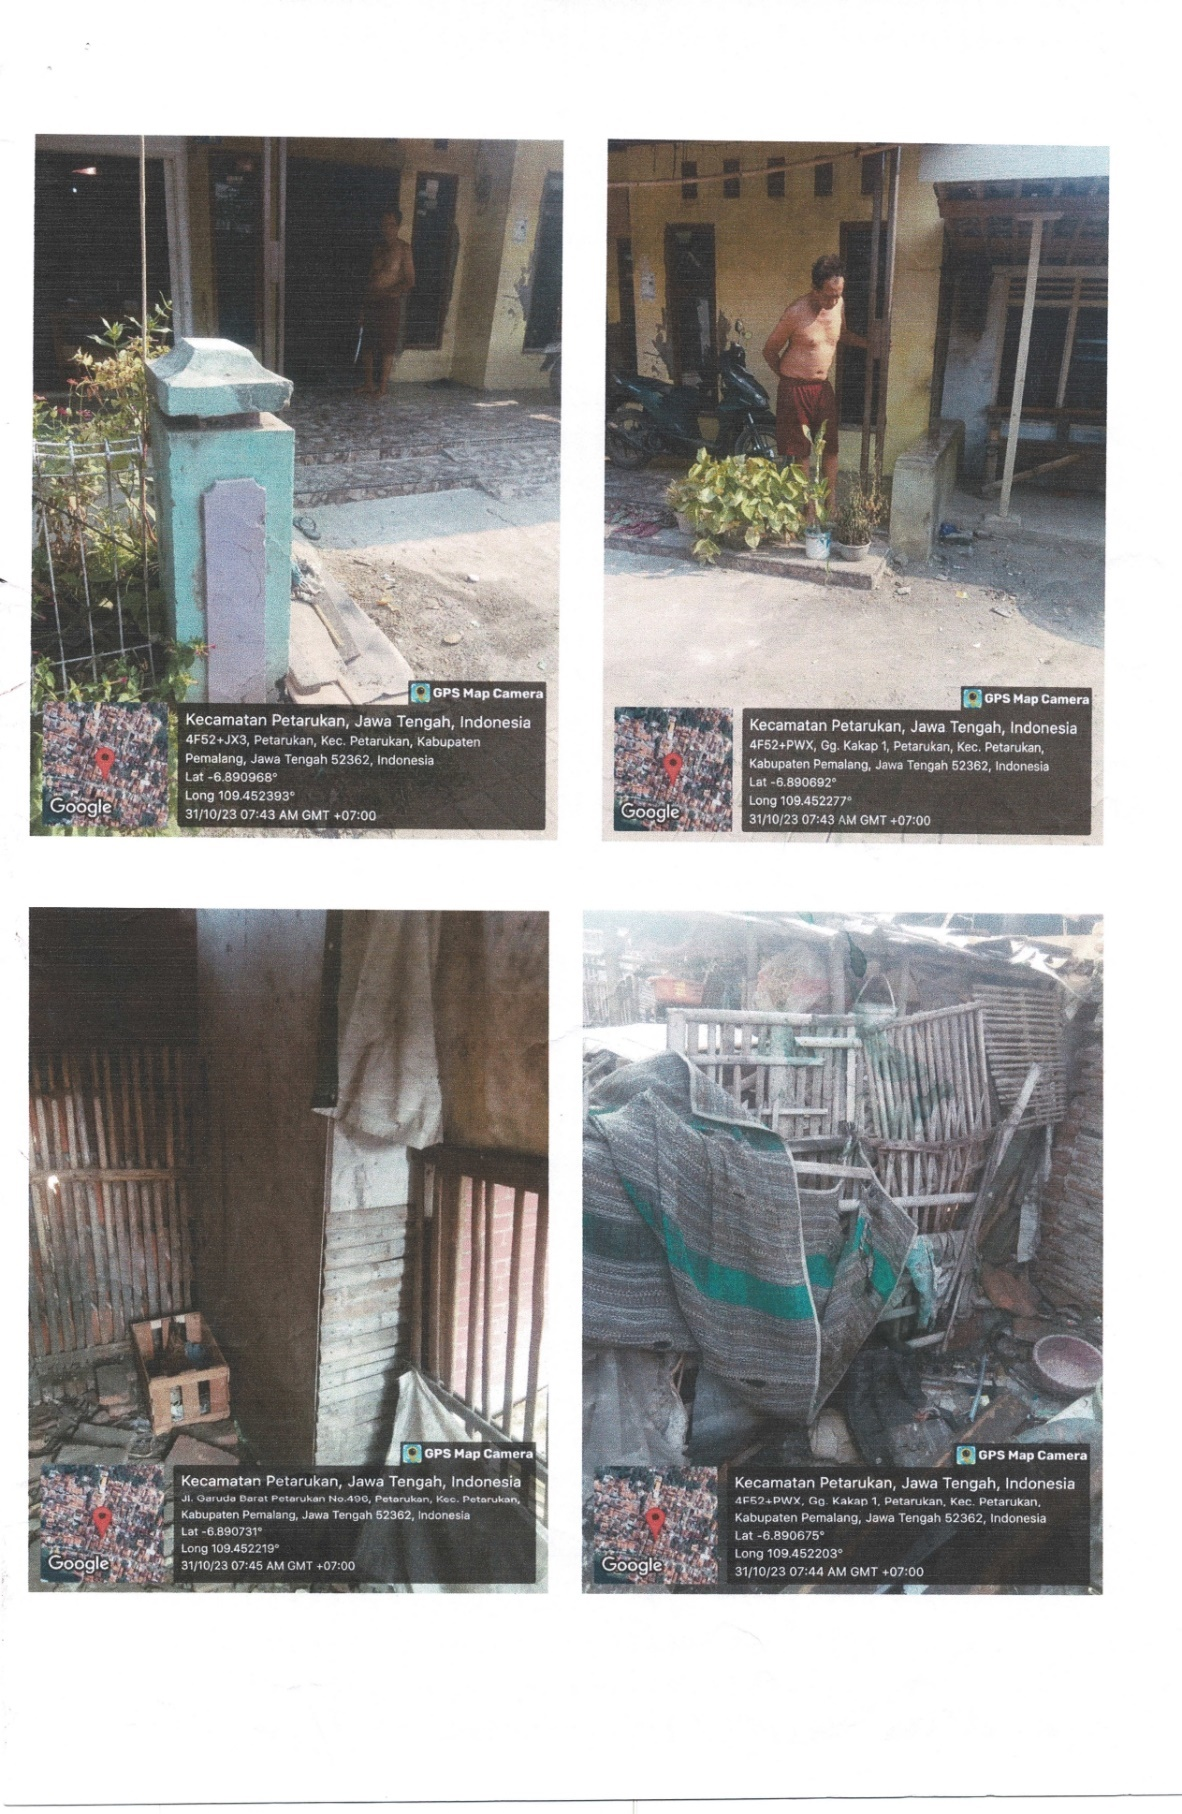 GPS Map Camera
Kecamatan Petarukan, Jawa Tengah, Indonesia
4F52+JX3, Petarukan, Kec. Petarukan, Kabupaten
Pemalang, Jawa Tengah 52362, Indonesia
Lat -6.890968°
Long 109.452393°
31/10/23 07:43 AM GMT +07:00
Google
GPS Map Camera
Kecamatan Petarukan, Jawa Tengah, Indonesia
4F52+PWX, Gg. Kakap 1, Petarukan, Kec. Petarukan,
Kabupaten Pemalang, Jawa Tengah 52362, Indonesia
Lat -6.890692°
Long 109.452277°
31/10/23 07:43 AM GMT +07:00
Google
GPS Map Camera
Kecamatan Petarukan, Jawa Tengah, Indonesia
Jl. Garuda Barat Petarukan No.496, Petarukan, Kec. Petarukan,
Kabupaten Pemalang, Jawa Tengah 52362, Indonesia
Lat -6.890731°
Long 109.452219°
31/10/23 07:45 AM GMT +07:00
Google
GPS Map Camera
Kecamatan Petarukan, Jawa Tengah, Indonesia
4F52+PWX, Gg. Kakap 1, Petarukan, Kec. Petarukan,
Kabupaten Pemalang, Jawa Tengah 52362, Indonesia
Lat -6.890675°
Long 109.452203°
31/10/23 07:44 AM GMT +07:00
Google